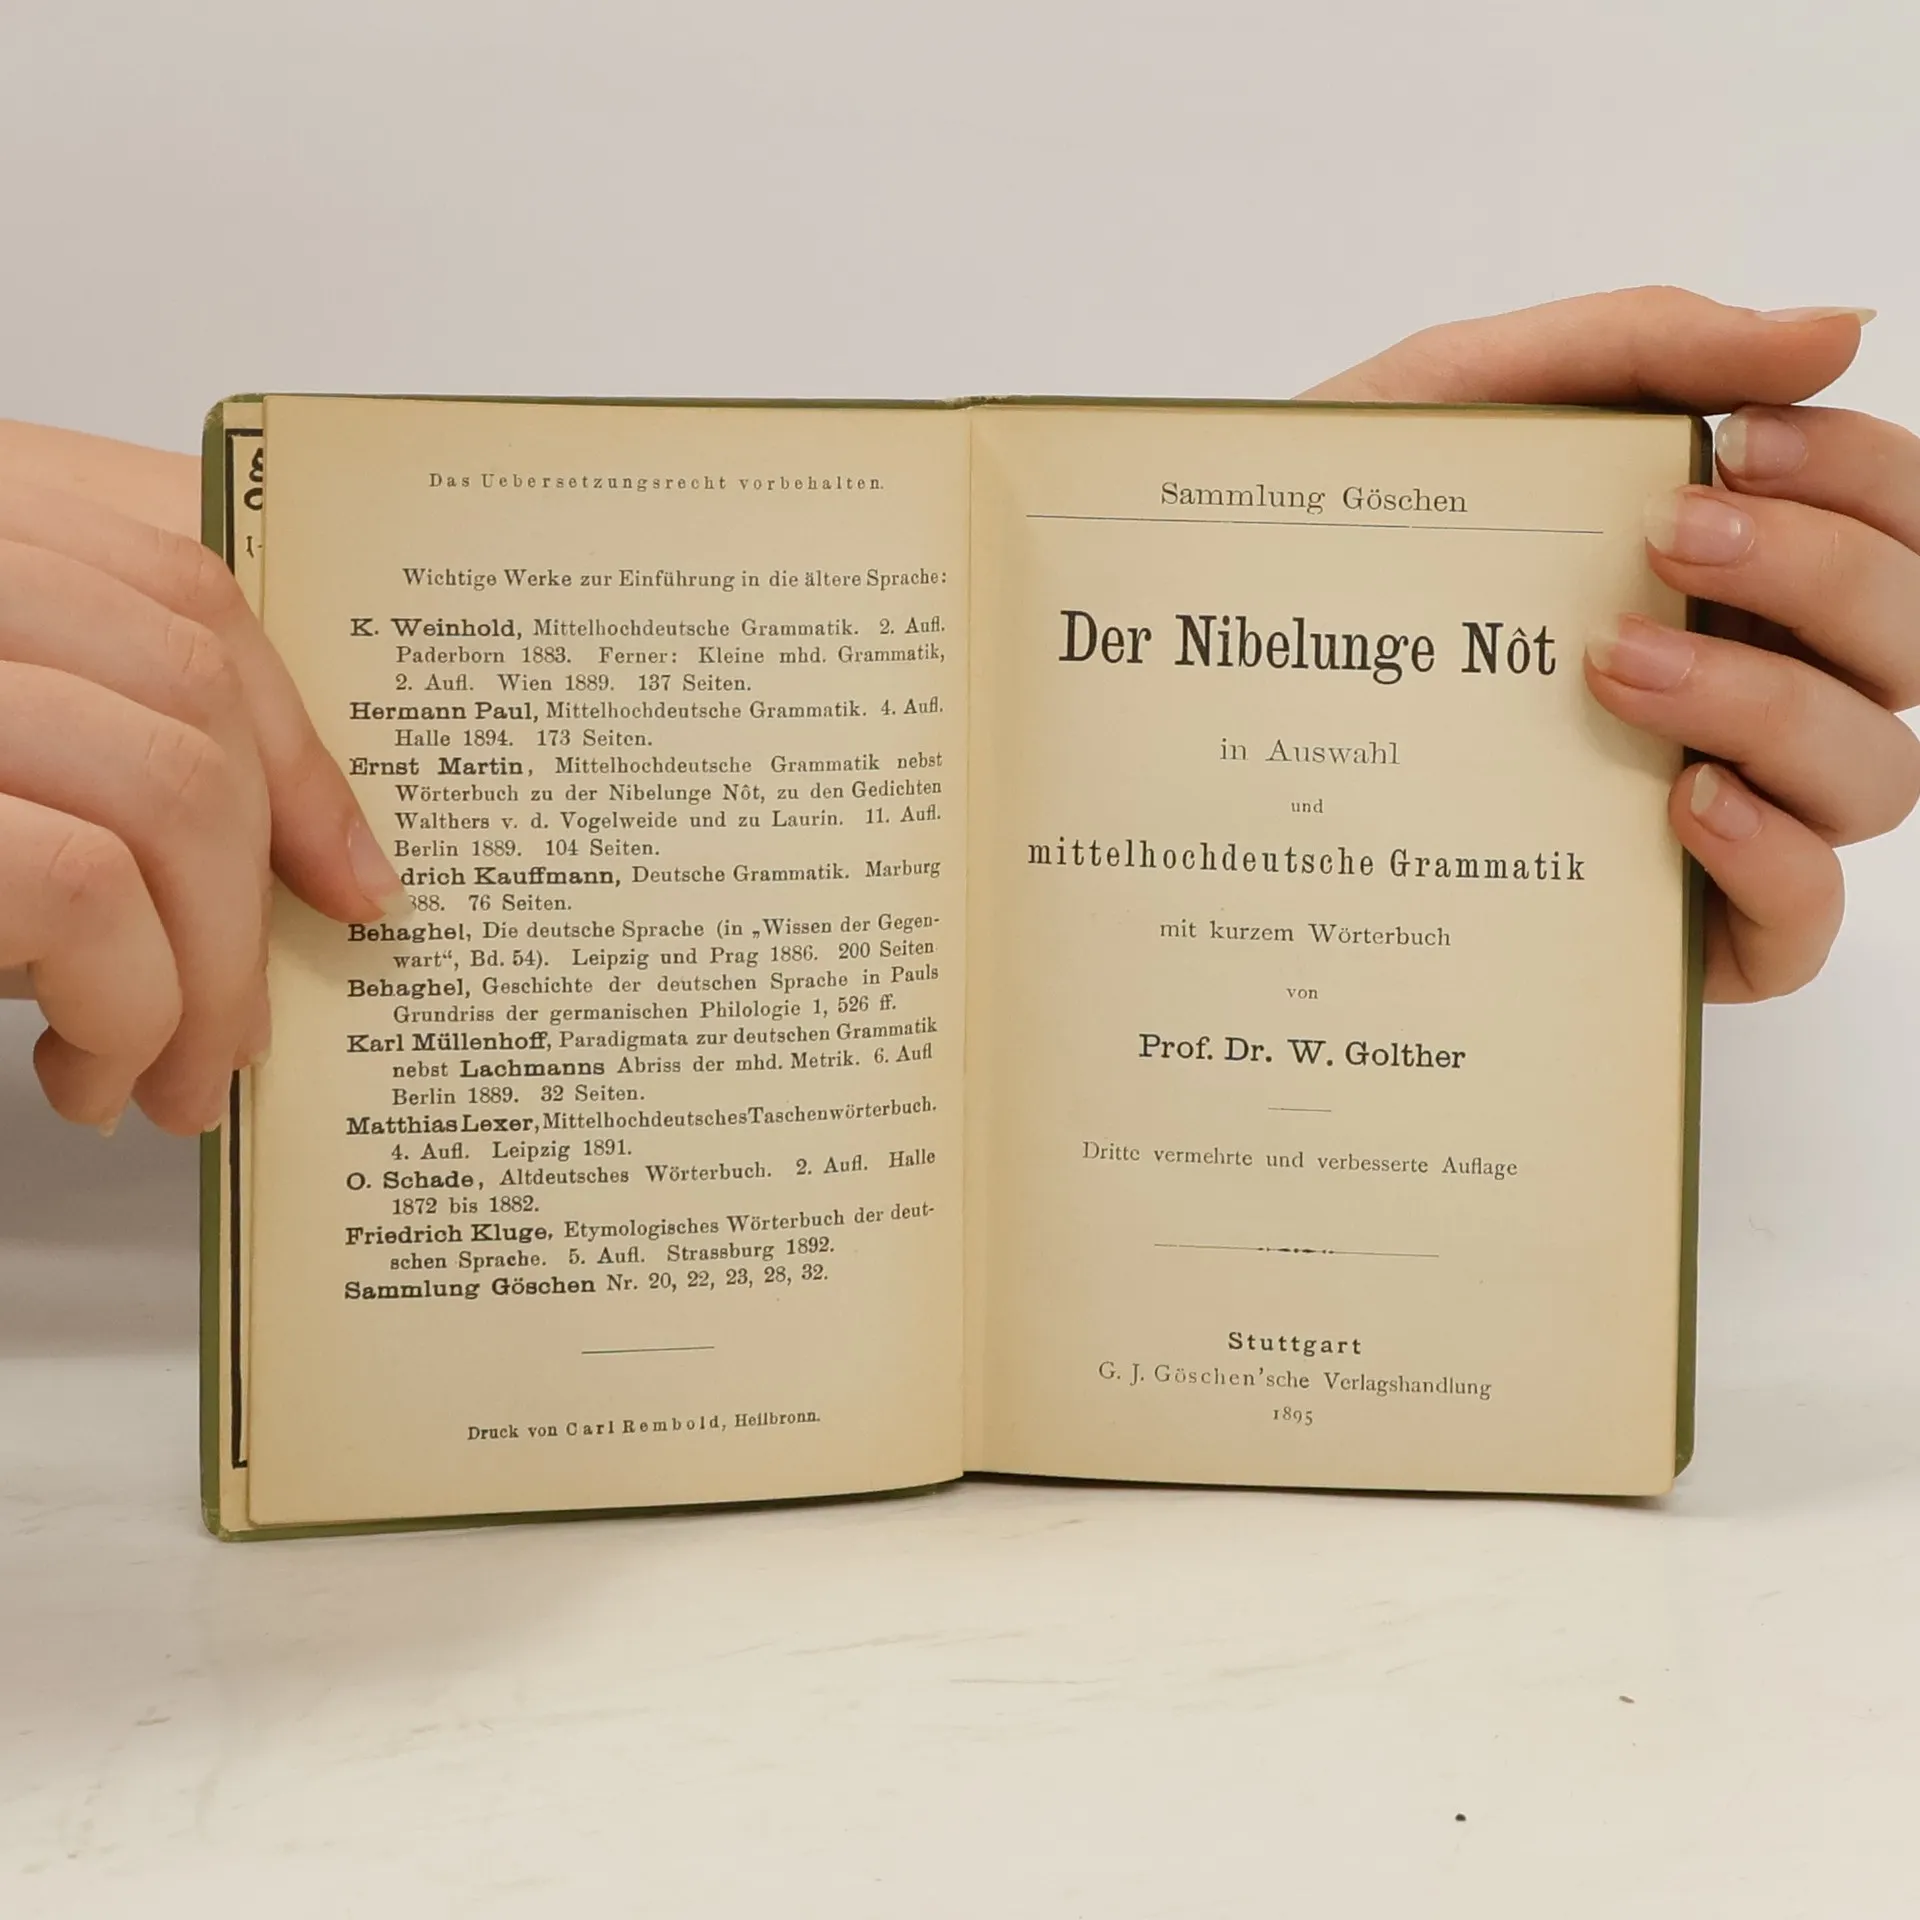 Das Uebersetzungsrecht vorbehalten.
Wichtige Werke zur Einführung in die ältere Sprache:
K. Weinhold, Mittelhochdeutsche Grammatik. 2. Aufl.
Paderborn 1883. Ferner: Kleine mhd. Grammatik,
2. Aufl. Wien 1889. 137 Seiten.
Hermann Paul, Mittelhochdeutsche Grammatik. 4. Aufl.
Halle 1894. 173 Seiten.
Ernst Martin, Mittelhochdeutsche Grammatik nebst
Wörterbuch zu der Nibelunge Nôt, zu den Gedichten
Walthers v. d. Vogelweide und zu Laurin. 11. Aufl.
Berlin 1889. 104 Seiten.
drich Kauffmann, Deutsche Grammatik. Marburg
888. 76 Seiten.
Behaghel, Die deutsche Sprache (in „Wissen der Gegen-
wart“, Bd. 54). Leipzig und Prag 1886. 200 Seiten
Behaghel, Geschichte der deutschen Sprache in Pauls
Grundriss der germanischen Philologie 1, 526 ff.
Karl Müllenhoff, Paradigmata zur deutschen Grammatik
nebst Lachmanns Abriss der mhd. Metrik. 6. Aufl
Berlin 1889. 32 Seiten.
Matthias Lexer, Mittelhochdeutsches Taschenwörterbuch.
4. Aufl. Leipzig 1891.
O. Schade, Altdeutsches Wörterbuch. 2. Aufl. Halle
1872 bis 1882.
Friedrich Kluge, Etymologisches Wörterbuch der deut-
schen Sprache. 5. Aufl. Strassburg 1892.
Sammlung Göschen Nr. 20, 22, 23, 28, 32.
Druck von Carl Rembold, Heilbronn.
Sammlung Göschen
Der Nibelunge Nôt
in Auswahl
und
mittelhochdeutsche Grammatik
mit kurzem Wörterbuch
von
Prof. Dr. W. Golther
Dritte vermehrte und verbesserte Auflage
Stuttgart
G. J. Göschen'sche Verlagshandlung
1895